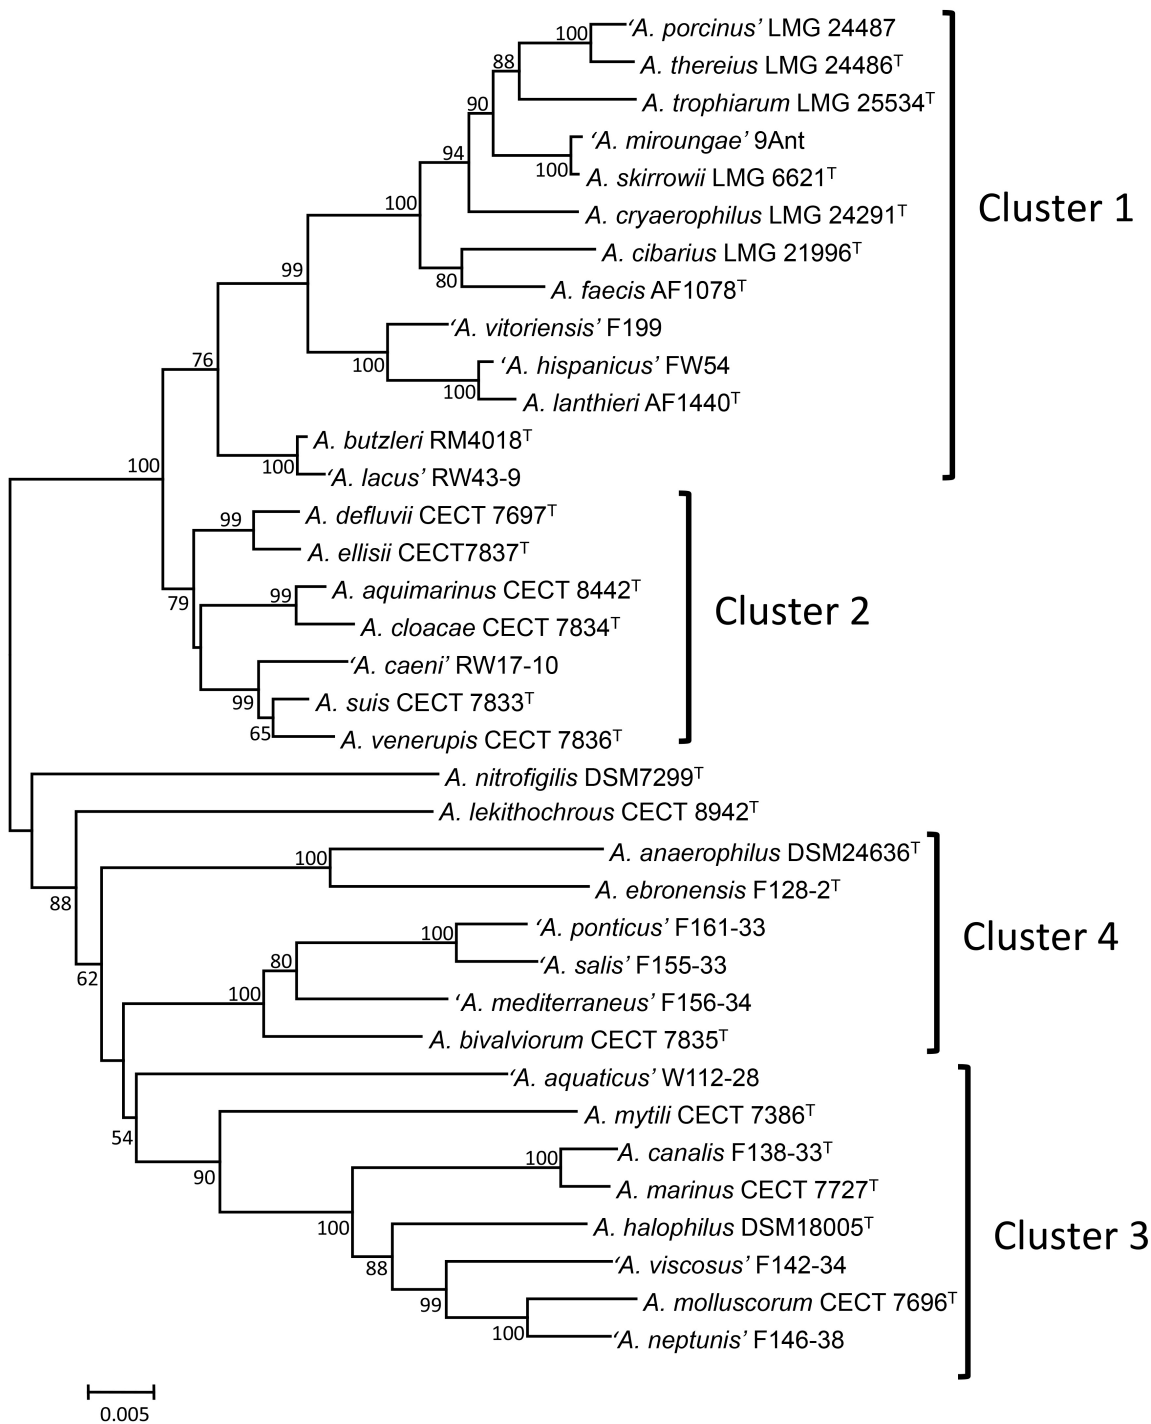 100 ‘A. porcinus’ LMG 24487
88 A. thereius LMG 24486ᵀ
90 A. trophiarum LMG 25534ᵀ
94 ‘A. miroungae’ 9Ant
100 A. skirrowii LMG 6621ᵀ
100 A. cryaerophilus LMG 24291ᵀ
Cluster 1
A. cibarius LMG 21996ᵀ
80 A. faecis AF1078ᵀ
99
‘A. vitoriensis’ F199
100 ‘A. hispanicus’ FW54
76
100 A. lanthieri AF1440ᵀ
A. butzleri RM4018ᵀ
100 100 ‘A. lacus’ RW43-9
99 A. defluvii CECT 7697ᵀ
A. ellisii CECT7837ᵀ
99 A. aquimarinus CECT 8442ᵀ
79
Cluster 2
A. cloacae CECT 7834ᵀ
‘A. caeni’ RW17-10
99 A. suis CECT 7833ᵀ
65 A. venerupis CECT 7836ᵀ
A. nitrofigilis DSM7299ᵀ
A. lekithochrous CECT 8942ᵀ
100 A. anaerophilus DSM24636ᵀ
A. ebronensis F128-2ᵀ
88
100 ‘A. ponticus’ F161-33
Cluster 4
80 ‘A. salis’ F155-33
62
100 ‘A. mediterraneus’ F156-34
A. bivalviorum CECT 7835ᵀ
‘A. aquaticus’ W112-28
A. mytili CECT 7386ᵀ
54
100 A. canalis F138-33ᵀ
90 A. marinus CECT 7727ᵀ
100 A. halophilus DSM18005ᵀ
Cluster 3
88 ‘A. viscosus’ F142-34
99 A. molluscorum CECT 7696ᵀ
100 ‘A. neptunis’ F146-38
0.005